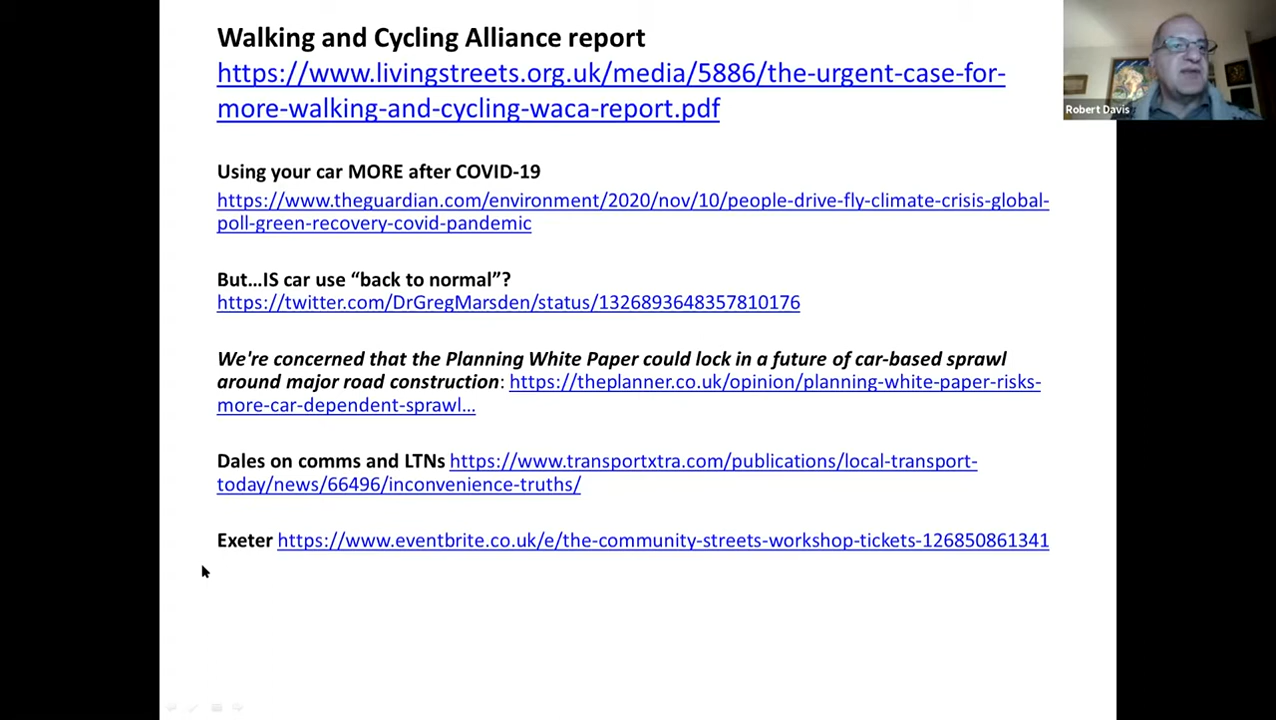 Walking and Cycling Alliance report
https://www.livingstreets.org.uk/media/5886/the-urgent-case-for-
more-walking-and-cycling-waca-report.pdf
Robert Davis
Using your car MORE after COVID-19
https://www.theguardian.com/environment/2020/nov/10/people-drive-fly-climate-crisis-global-
poll-green-recovery-covid-pandemic
But...IS car use “back to normal”?
https://twitter.com/DrGregMarsden/status/1326893648357810176
We're concerned that the Planning White Paper could lock in a future of car-based sprawl
around major road construction: https://theplanner.co.uk/opinion/planning-white-paper-risks-
more-car-dependent-sprawl...
Dales on comms and LTNs https://www.transportxtra.com/publications/local-transport-
today/news/66496/inconvenience-truths/
Exeter https://www.eventbrite.co.uk/e/the-community-streets-workshop-tickets-126850861341